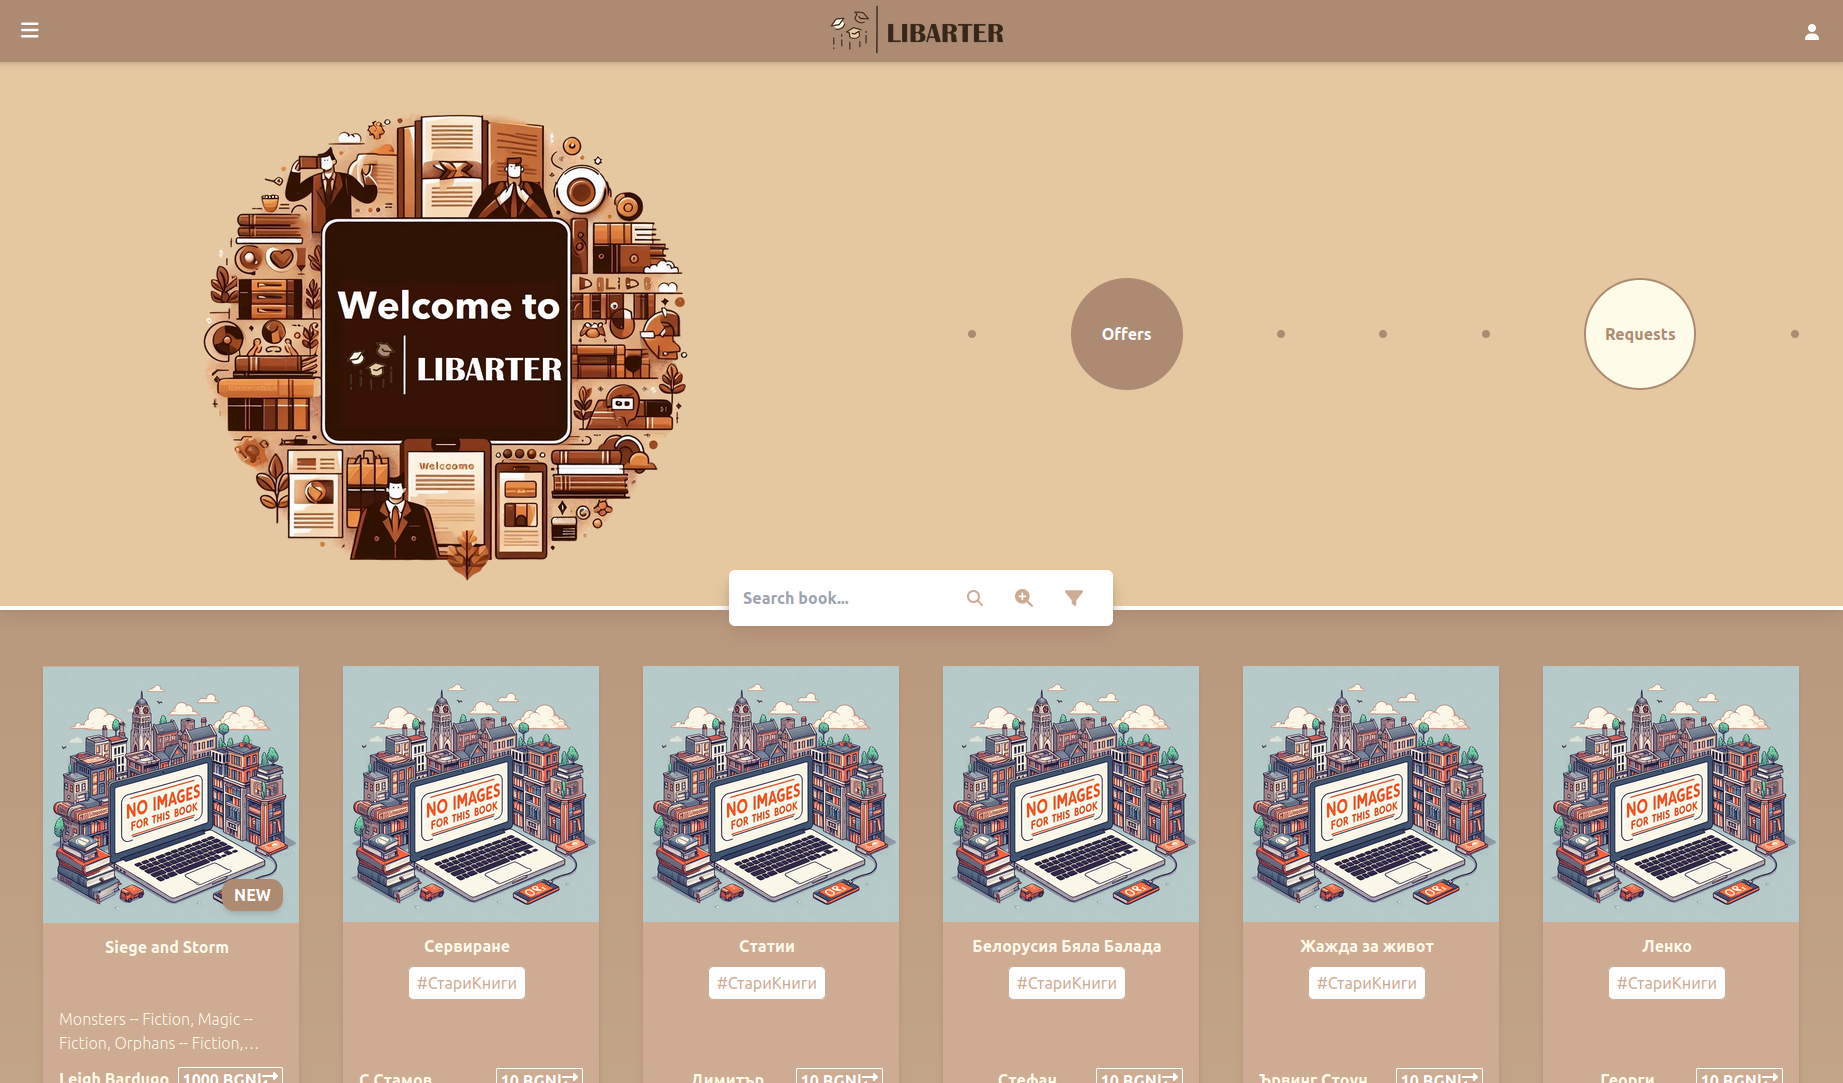 LIBARTER
Welcome to
LIBARTER
Welcome
Offers
Requests
Search book...
NO IMAGES
FOR THIS BOOK
NO IMAGES
FOR THIS BOOK
NO IMAGES
FOR THIS BOOK
NO IMAGES
FOR THIS BOOK
NO IMAGES
FOR THIS BOOK
NO IMAGES
FOR THIS BOOK
NEW
Siege and Storm
Сервиране
Статии
Белорусия Бяла Балада
Жажда за живот
Ленко
#СтариКниги
#СтариКниги
#СтариКниги
#СтариКниги
#СтариКниги
Monsters -- Fiction, Magic --
Fiction, Orphans -- Fiction,...
Leigh Bardugo
1000 BGN
С.Стамов
10 BGN
Димитър
10 BGN
Стефан
10 BGN
Ървинг Стоун
10 BGN
Георги
10 BGN